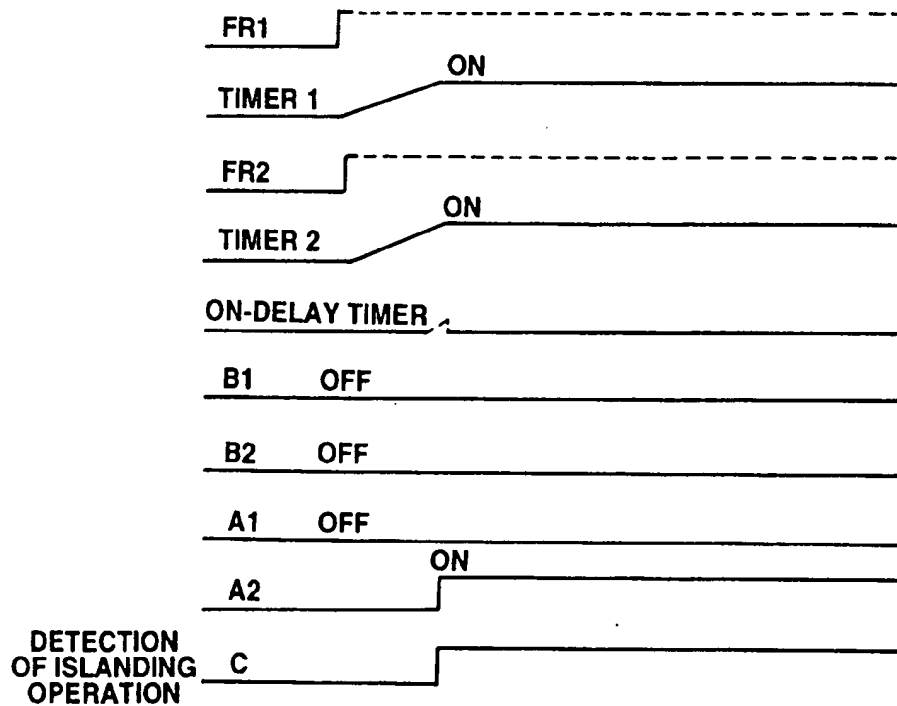 FR1
ON
TIMER 1
FR2
ON
TIMER 2
ON-DELAY TIMER
B1 OFF
B2 OFF
A1 OFF
ON
A2
DETECTION
OF ISLANDING
OPERATION
C